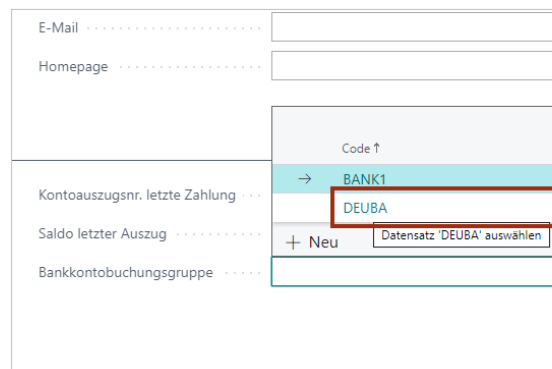 E-Mail
Homepage
Code ↑
→ BANK1
Kontoauszugsnr. letzte Zahlung
DEUBA
Saldo letzter Auszug
+ Neu
Datensatz 'DEUBA' auswählen
Bankkontobuchungsgruppe